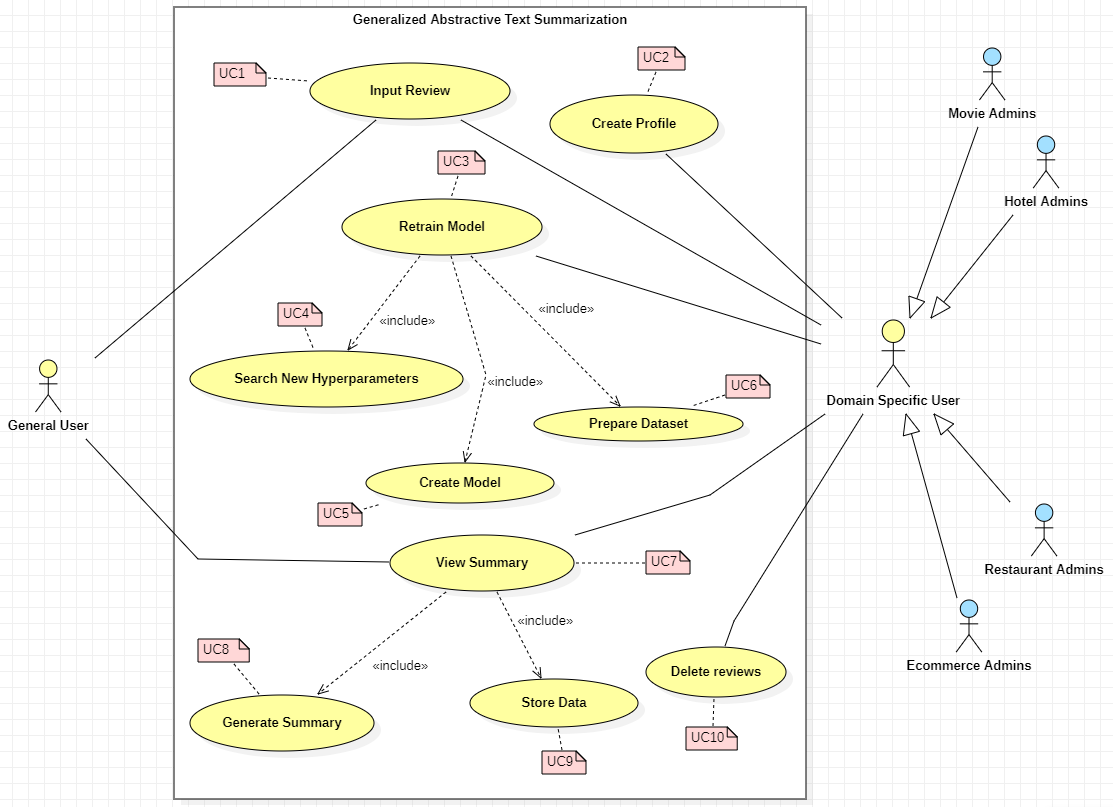 Generalized Abstractive Text Summarization
UC1
UC2
Input Review
Create Profile
Movie Admins
UC3
Hotel Admins
Retrain Model
UC4
«include»
«include»
Search New Hyperparameters
«include»
UC6
General User
Domain Specific User
Prepare Dataset
Create Model
UC5
View Summary
UC7
Restaurant Admins
«include»
UC8
«include»
Delete reviews
Ecommerce Admins
Generate Summary
Store Data
UC10
UC9